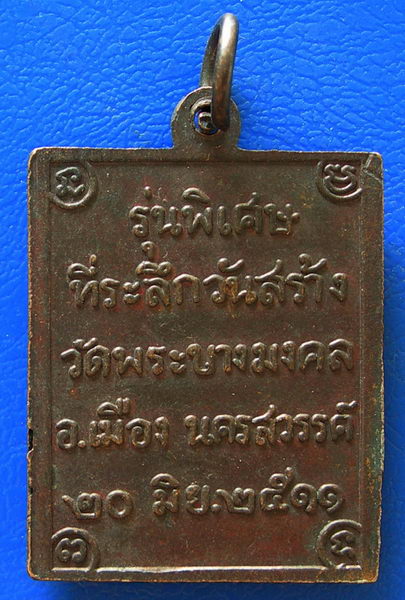 รุ่นพิเศษ
ที่ระลึกวันสร้าง
วัดพระบางมงคล
อ.เมือง นครสวรรค์
๒๐ มิย.๒๕๑๑